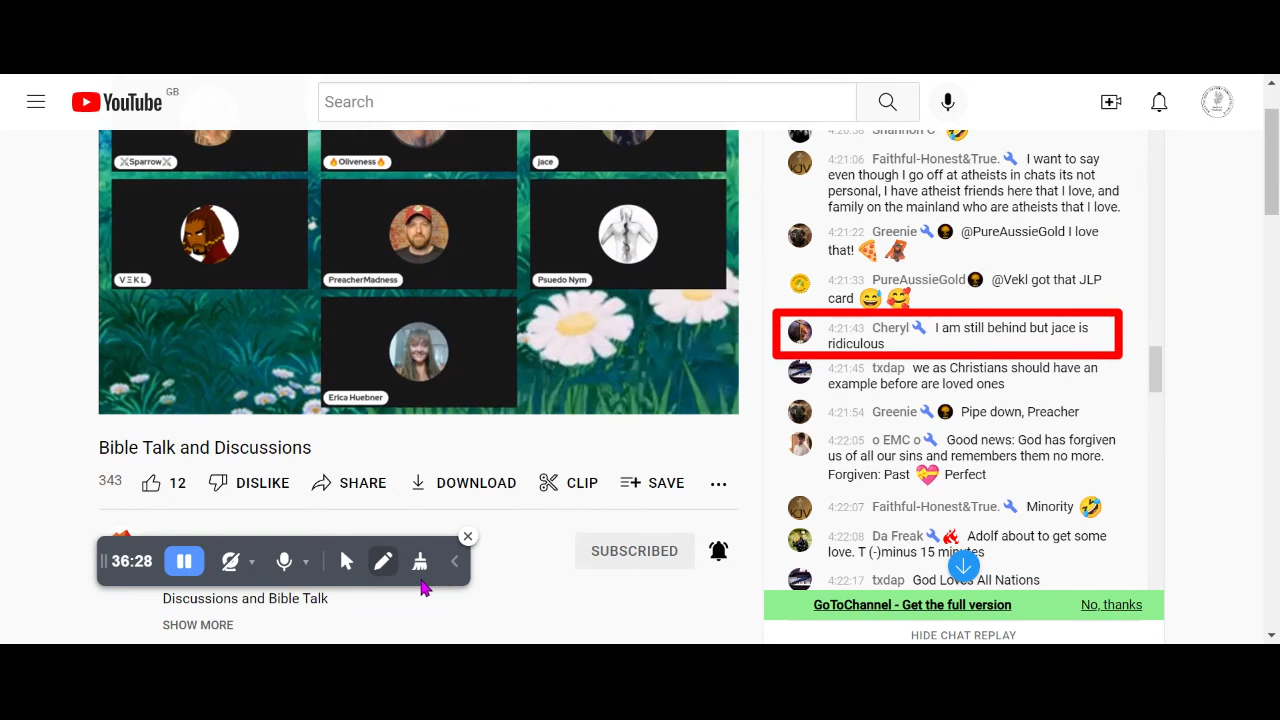 YouTube
GB
Search
⚔Sparrow⚔
🔥Oliveness🔥
jace
VΞKL
PreacherMadness
Psuedo Nym
Erica Huebner
Bible Talk and Discussions
343
12
DISLIKE
SHARE
DOWNLOAD
CLIP
SAVE
SUBSCRIBED
36:28
Discussions and Bible Talk
SHOW MORE
4:20:58 Shannon C 🤣
KJV
4:21:06 Faithful-Honest&True. 🔧 I want to say
even though I go off at atheists in chats its not
personal, I have atheist friends here that I love, and
family on the mainland who are atheists that I love.
4:21:22 Greenie 🔧 @PureAussieGold I love
that! 🍕
4:21:33 PureAussieGold @Vekl got that JLP
card 😅 🥰
4:21:43 Cheryl 🔧 I am still behind but jace is
ridiculous
4:21:45 txdap we as Christians should have an
example before are loved ones
4:21:54 Greenie 🔧 Pipe down, Preacher
4:22:05 o EMC o 🔧 Good news: God has forgiven
us of all our sins and remembers them no more.
Forgiven: Past 💝 Perfect
KJV
4:22:07 Faithful-Honest&True. 🔧 Minority 🤣
4:22:08 Da Freak 🔧 Adolf about to get some
love. T (-)minus 15 minutes
4:22:17 txdap God Loves All Nations
GoToChannel - Get the full version
No, thanks
HIDE CHAT REPLAY